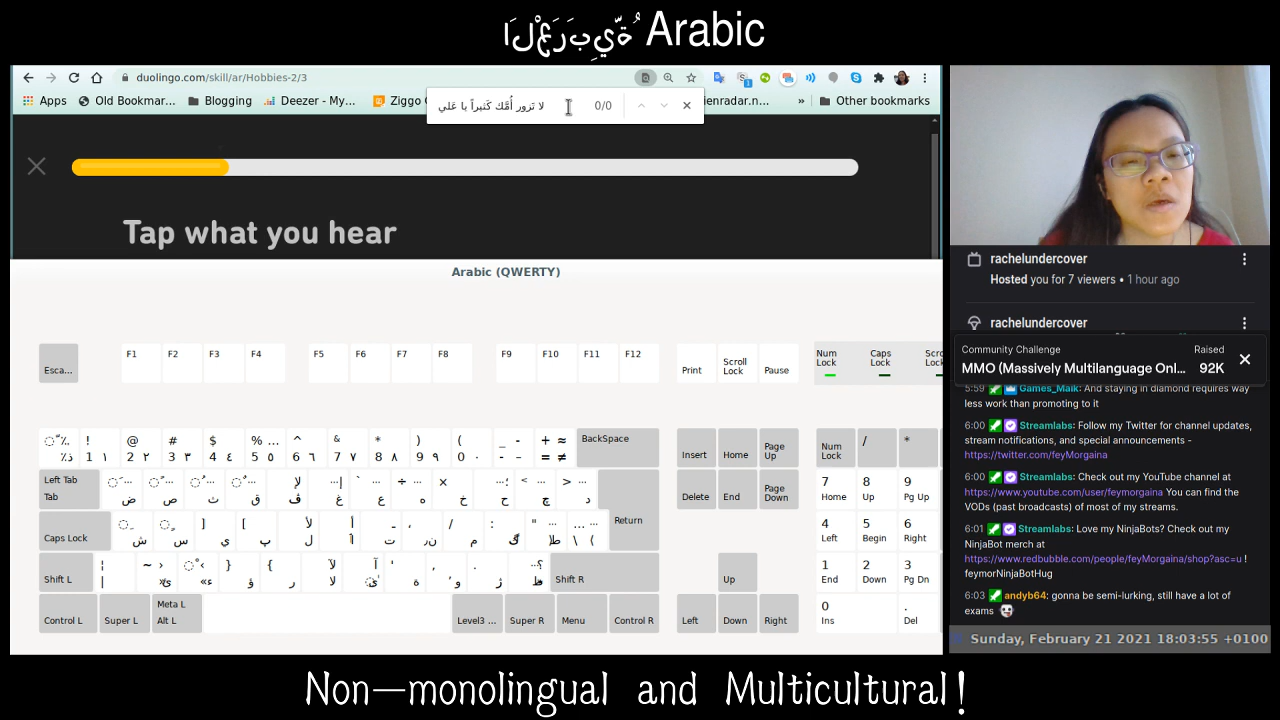 اَلْعَرَبِيّةُ Arabic
duolingo.com/skill/ar/Hobbies-2/3
Apps Old Bookmar... Blogging Deezer - My... Ziggo ienradar.n... » Other bookmarks
لا تَزور أُمَّك كَثيراً يا عَلي 0/0
Tap what you hear
Arabic (QWERTY)
Esca... F1 F2 F3 F4 F5 F6 F7 F8 F9 F10 F11 F12 Print Scroll Lock Pause Num Lock Caps Lock
BackSpace Insert Home Page Up Num Lock / *
Left Tab Tab Delete End Page Down 7 Home 8 Up 9 Pg Up
Caps Lock Return 4 Left 5 Begin 6 Right
Shift L Shift R Up 1 End 2 Down 3 Pg Dn
Control L Super L Meta L Alt L Level3 ... Super R Menu Control R Left Down Right 0 Ins . Del
rachelundercover
Hosted you for 7 viewers • 1 hour ago
rachelundercover
Community Challenge Raised
MMO (Massively Multilanguage Onl... 92K
5:59 Games_Maik: And staying in diamond requires way
less work than promoting to it
6:00 Streamlabs: Follow my Twitter for channel updates,
stream notifications, and special announcements -
https://twitter.com/feyMorgaina
6:00 Streamlabs: Check out my YouTube channel at
https://www.youtube.com/user/feymorgaina You can find the
VODs (past broadcasts) of most of my streams.
6:01 Streamlabs: Love my NinjaBots? Check out my
NinjaBot merch at
https://www.redbubble.com/people/feyMorgaina/shop?asc=u !
feymorNinjaBotHug
6:03 andyb64: gonna be semi-lurking, still have a lot of
exams
Sunday, February 21 2021 18:03:55 +0100
Non-monolingual and Multicultural!